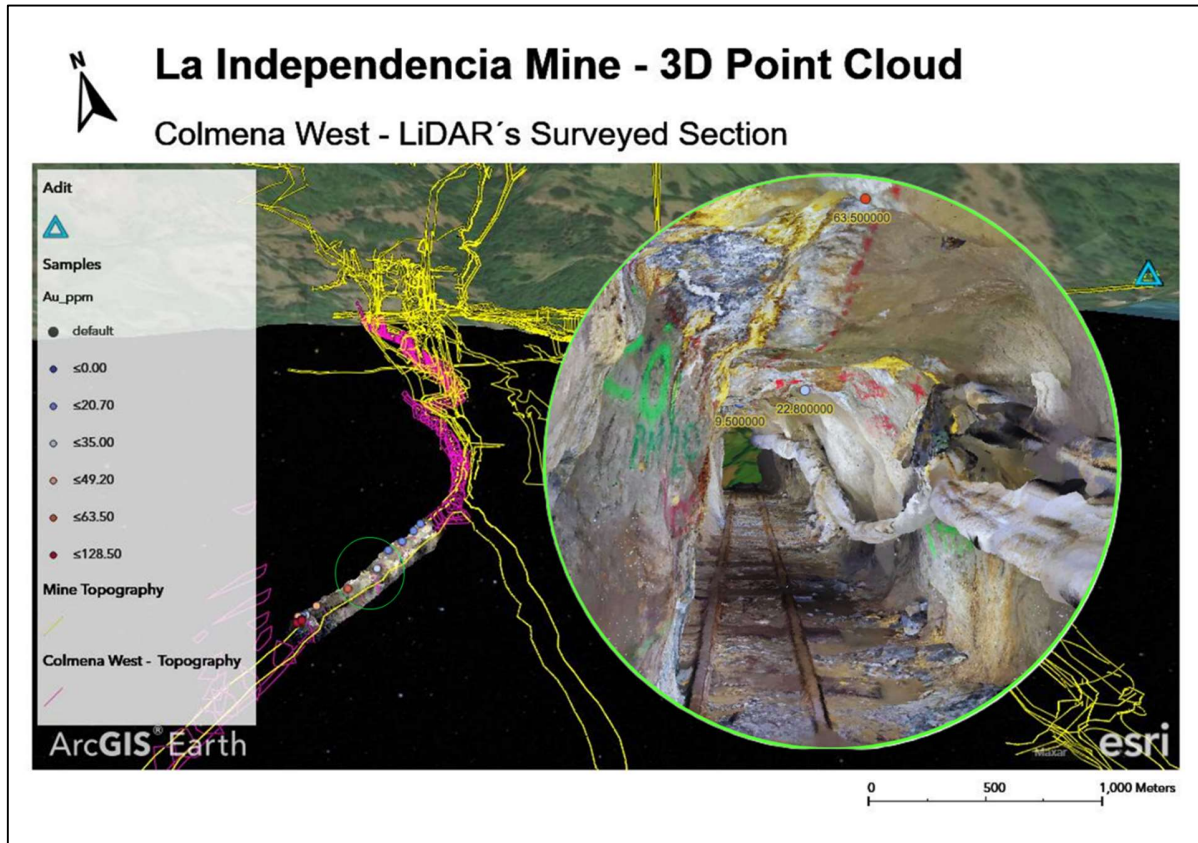 N
La Independencia Mine - 3D Point Cloud
Colmena West - LiDAR´s Surveyed Section
Adit
Samples
Au_ppm
default
≤0.00
≤20.70
≤35.00
≤49.20
≤63.50
≤128.50
Mine Topography
Colmena West - Topography
63.500000
22.800000
9.500000
ArcGIS® Earth
Maxar
esri
0 500 1,000 Meters